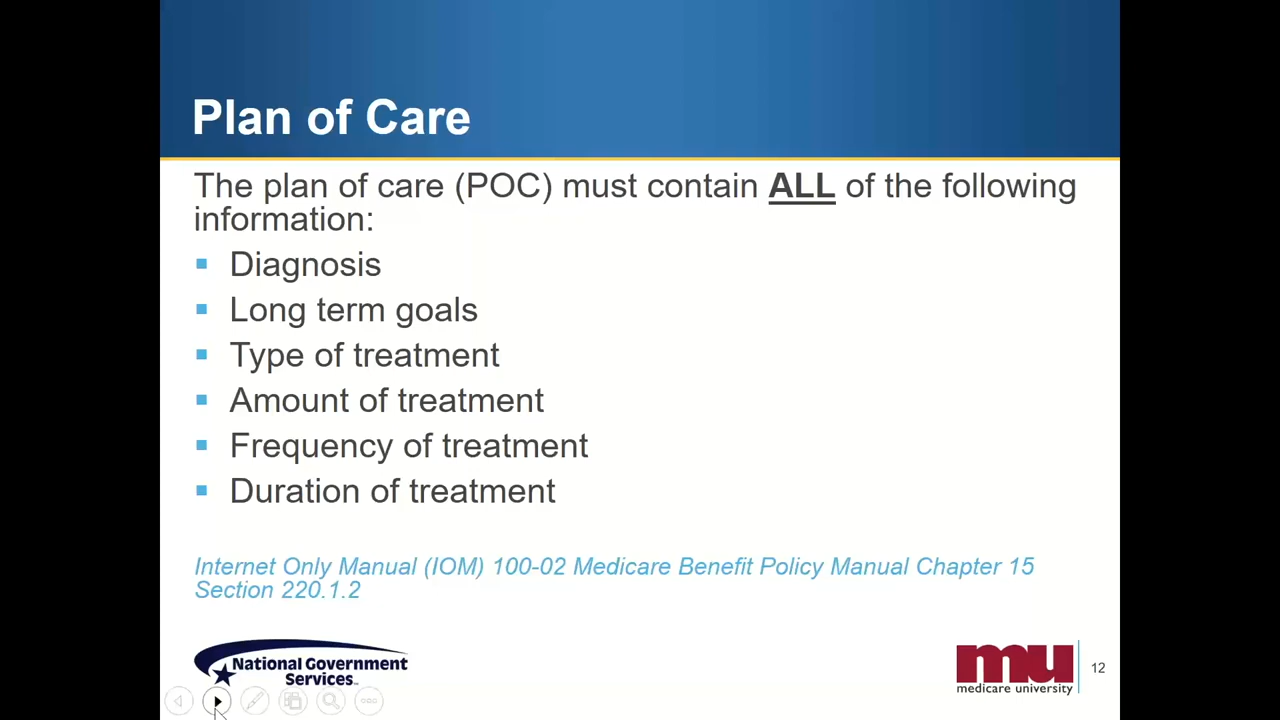 Plan of Care
The plan of care (POC) must contain ALL of the following
information:
Diagnosis
Long term goals
Type of treatment
Amount of treatment
Frequency of treatment
Duration of treatment
Internet Only Manual (IOM) 100-02 Medicare Benefit Policy Manual Chapter 15
Section 220.1.2
National Government
Services
mu
medicare university
12